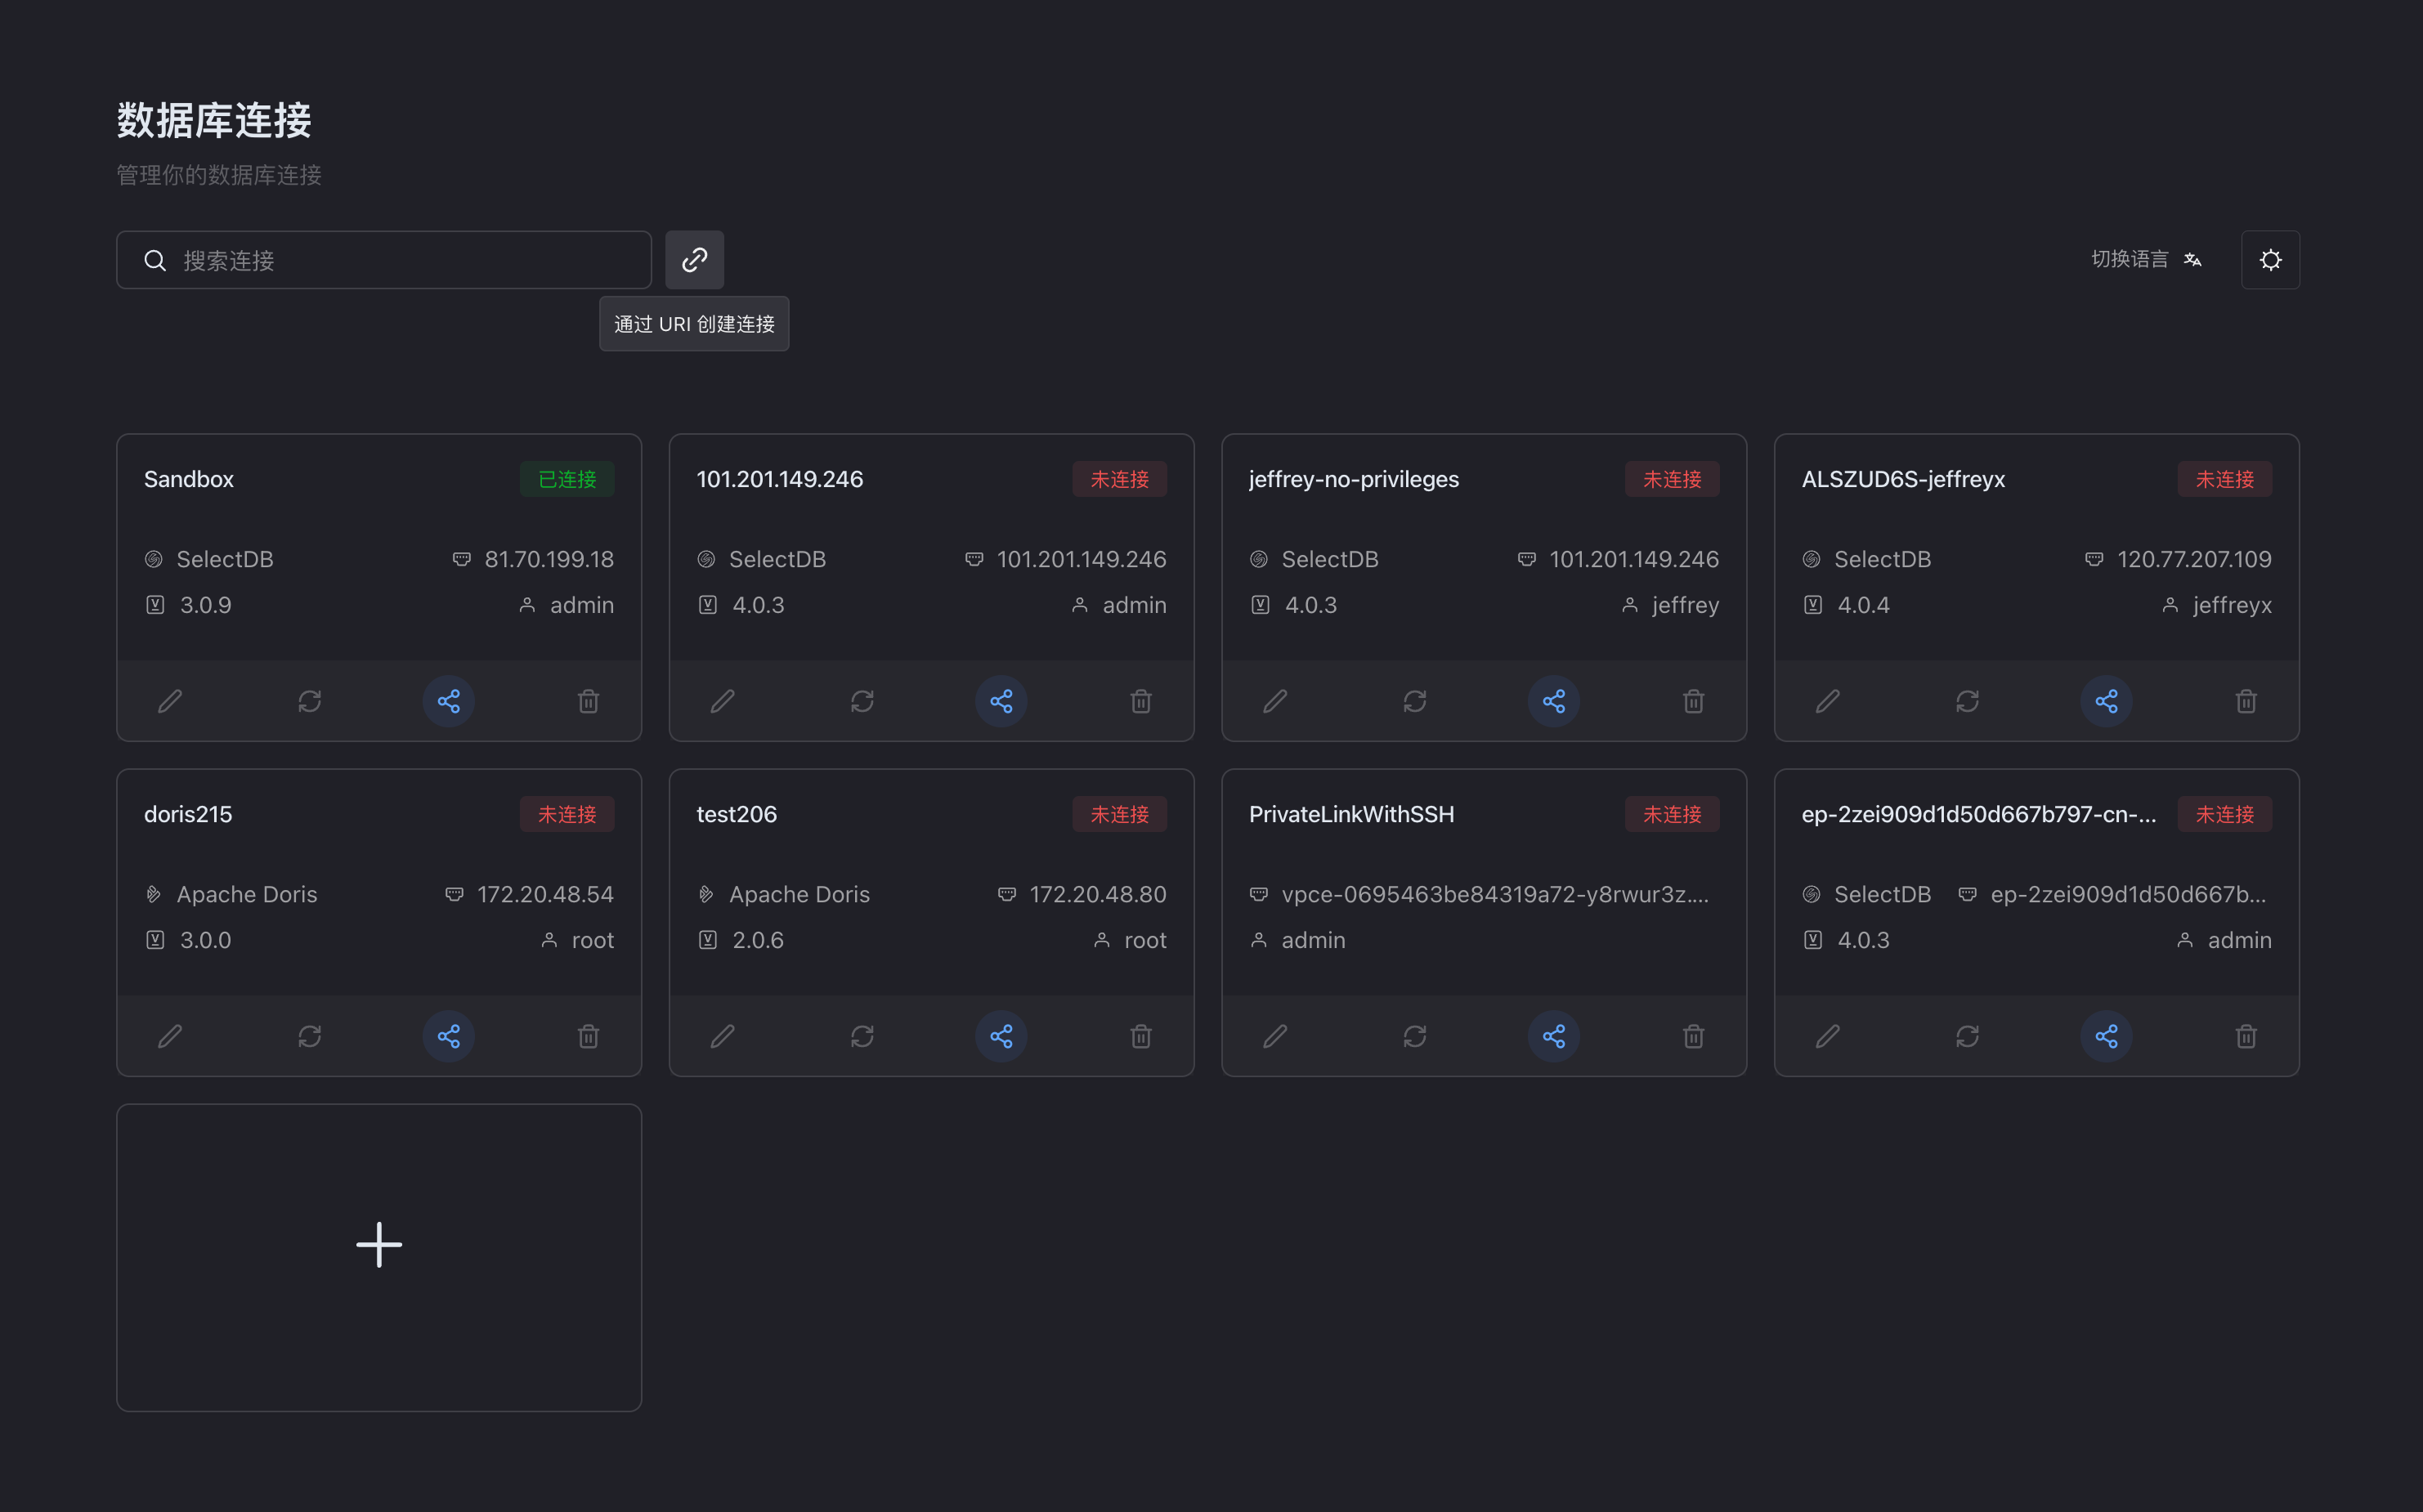 数据库连接
管理你的数据库连接
搜索连接
切换语言
通过 URI 创建连接
Sandbox 已连接
SelectDB 81.70.199.18
3.0.9 admin
101.201.149.246 未连接
SelectDB 101.201.149.246
4.0.3 admin
jeffrey-no-privileges 未连接
SelectDB 101.201.149.246
4.0.3 jeffrey
ALSZUD6S-jeffreyx 未连接
SelectDB 120.77.207.109
4.0.4 jeffreyx
doris215 未连接
Apache Doris 172.20.48.54
3.0.0 root
test206 未连接
Apache Doris 172.20.48.80
2.0.6 root
PrivateLinkWithSSH 未连接
vpce-0695463be84319a72-y8rwur3z....
admin
ep-2zei909d1d50d667b797-cn-... 未连接
SelectDB ep-2zei909d1d50d667b...
4.0.3 admin